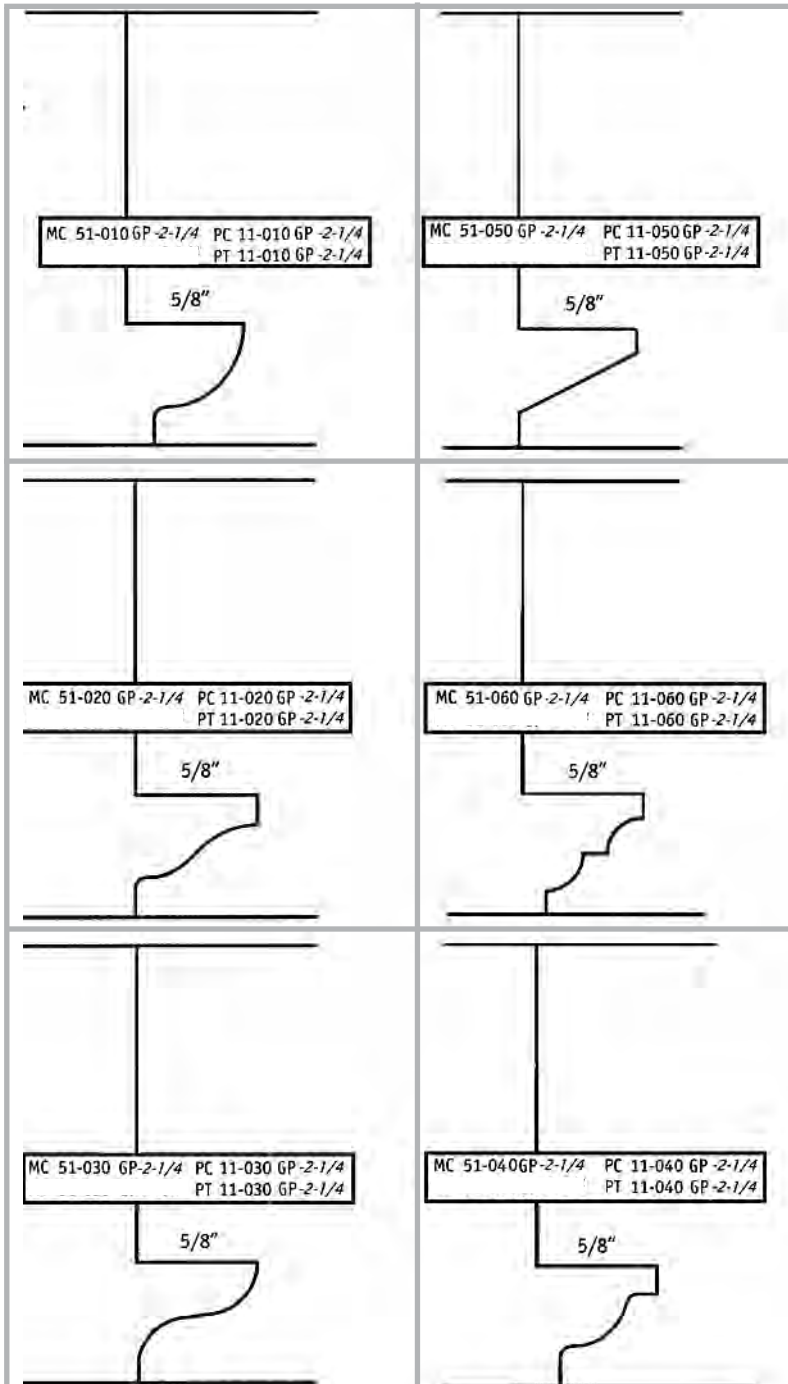 MC 51-010 GP -2-1/4 PC 11-010 GP -2-1/4
PT 11-010 GP -2-1/4
5/8"
MC 51-050 GP -2-1/4 PC 11-050 GP -2-1/4
PT 11-050 GP -2-1/4
5/8"
MC 51-020 GP -2-1/4 PC 11-020 GP -2-1/4
PT 11-020 GP -2-1/4
5/8"
MC 51-060 GP -2-1/4 PC 11-060 GP -2-1/4
PT 11-060 GP -2-1/4
5/8"
MC 51-030 GP-2-1/4 PC 11-030 GP -2-1/4
PT 11-030 GP -2-1/4
5/8"
MC 51-040GP-2-1/4 PC 11-040 GP -2-1/4
PT 11-040 GP -2-1/4
5/8"